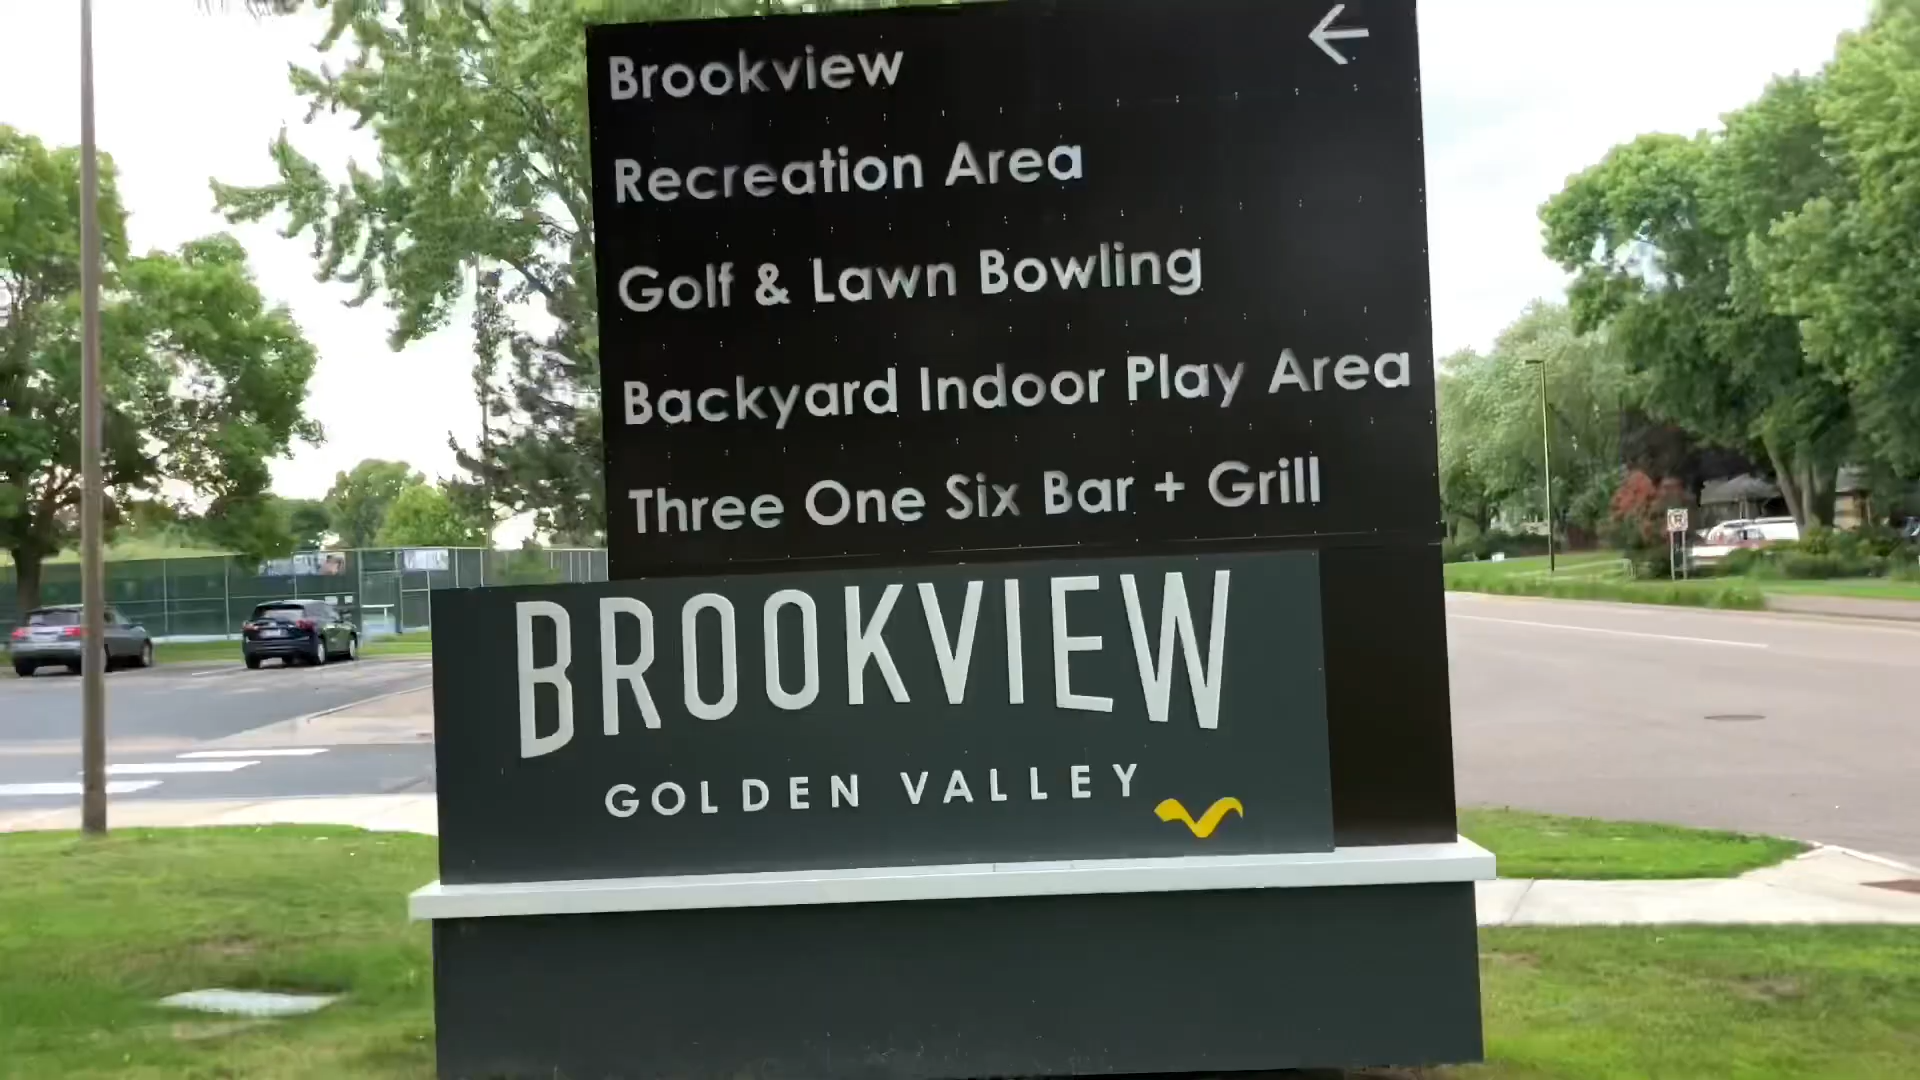 Brookview
Recreation Area
Golf & Lawn Bowling
Backyard Indoor Play Area
Three One Six Bar + Grill
BROOKVIEW
GOLDEN VALLEY